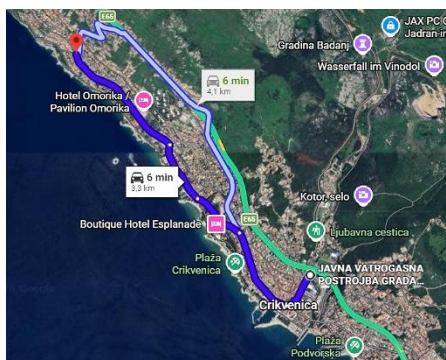 E65
JAX PC C
Jadran-in
Gradina Badanj
Wasserfall im Vinodol
6 min
4,1 km
Hotel Omorika /
Pavilion Omorika
6 min
3,3 km
Kotor, selo
E65
Boutique Hotel Esplanade
Ljubavna cestica
Plaža
Crikvenica
JAVNA VATROGASNA
POSTROJBA GRADA...
Crikvenica
Plaža
Podvorska